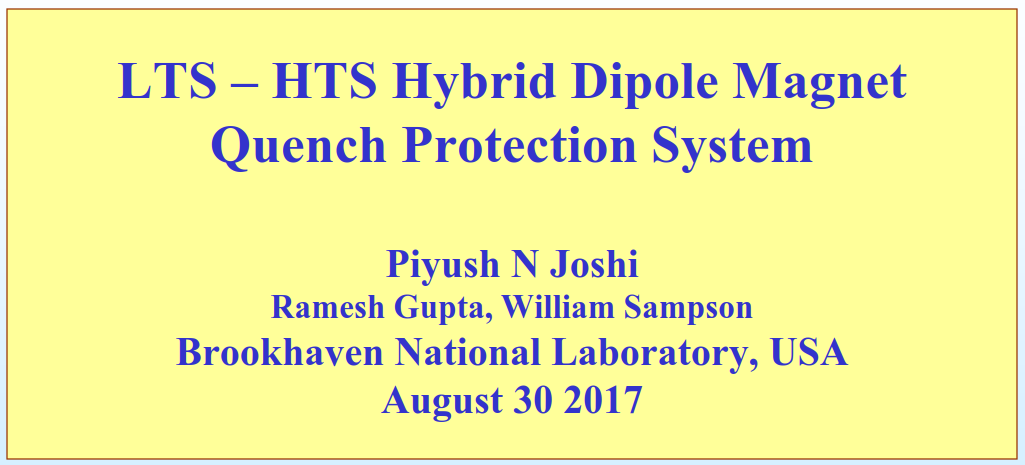 LTS – HTS Hybrid Dipole Magnet
Quench Protection System
Piyush N Joshi
Ramesh Gupta, William Sampson
Brookhaven National Laboratory, USA
August 30 2017